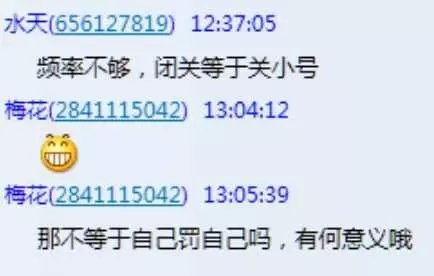 水天(656127819) 12:37:05
频率不够，闭关等于关小号
梅花(2841115042) 13:04:12
梅花(2841115042) 13:05:39
那不等于自己罚自己吗，有何意义哦